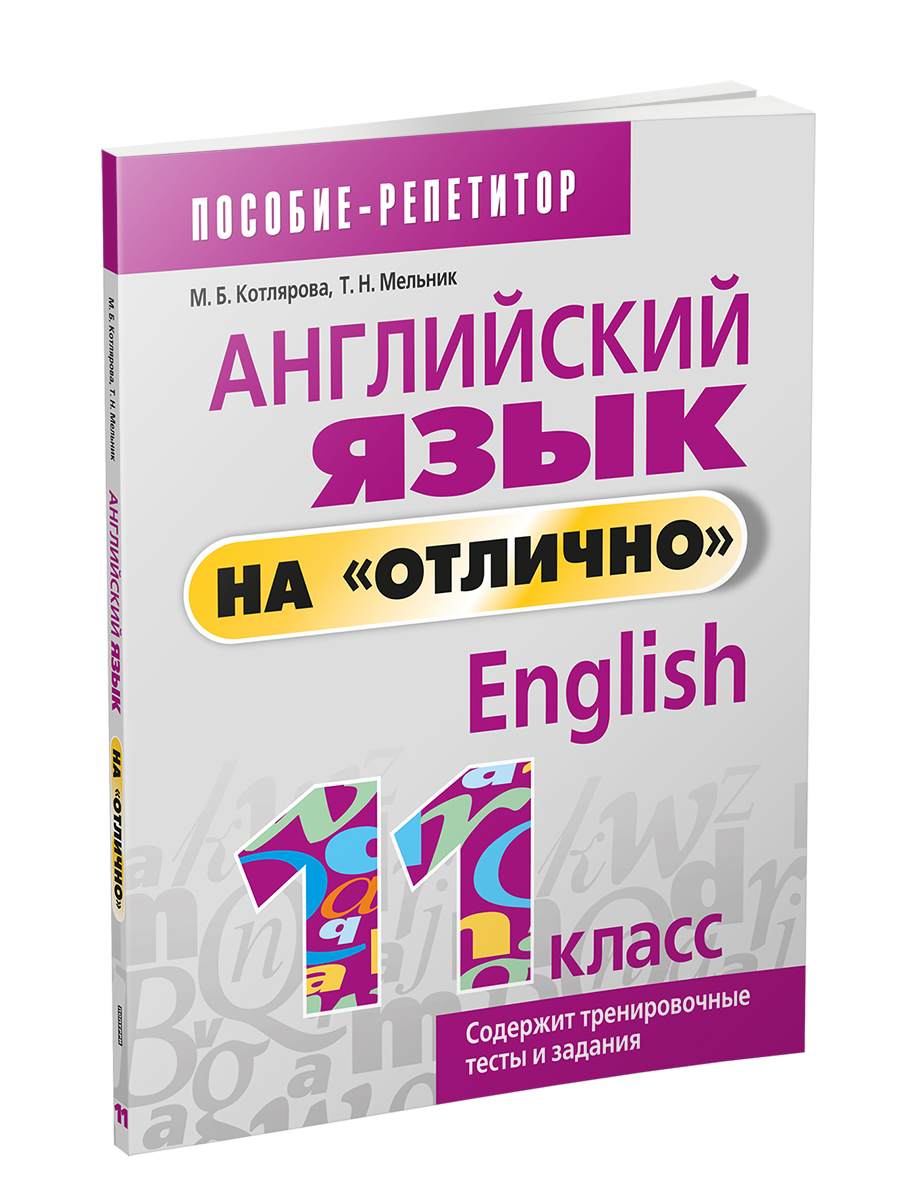 ПОСОБИЕ-РЕПЕТИТОР
М. Б. Котлярова, Т. Н. Мельник
АНГЛИЙСКИЙ
ЯЗЫК
НА «ОТЛИЧНО»
English
11 класс
Содержит тренировочные
тесты и задания
М. Б. Котлярова, Т. Н. Мельник
АНГЛИЙСКИЙ ЯЗЫК
НА «ОТЛИЧНО»
11